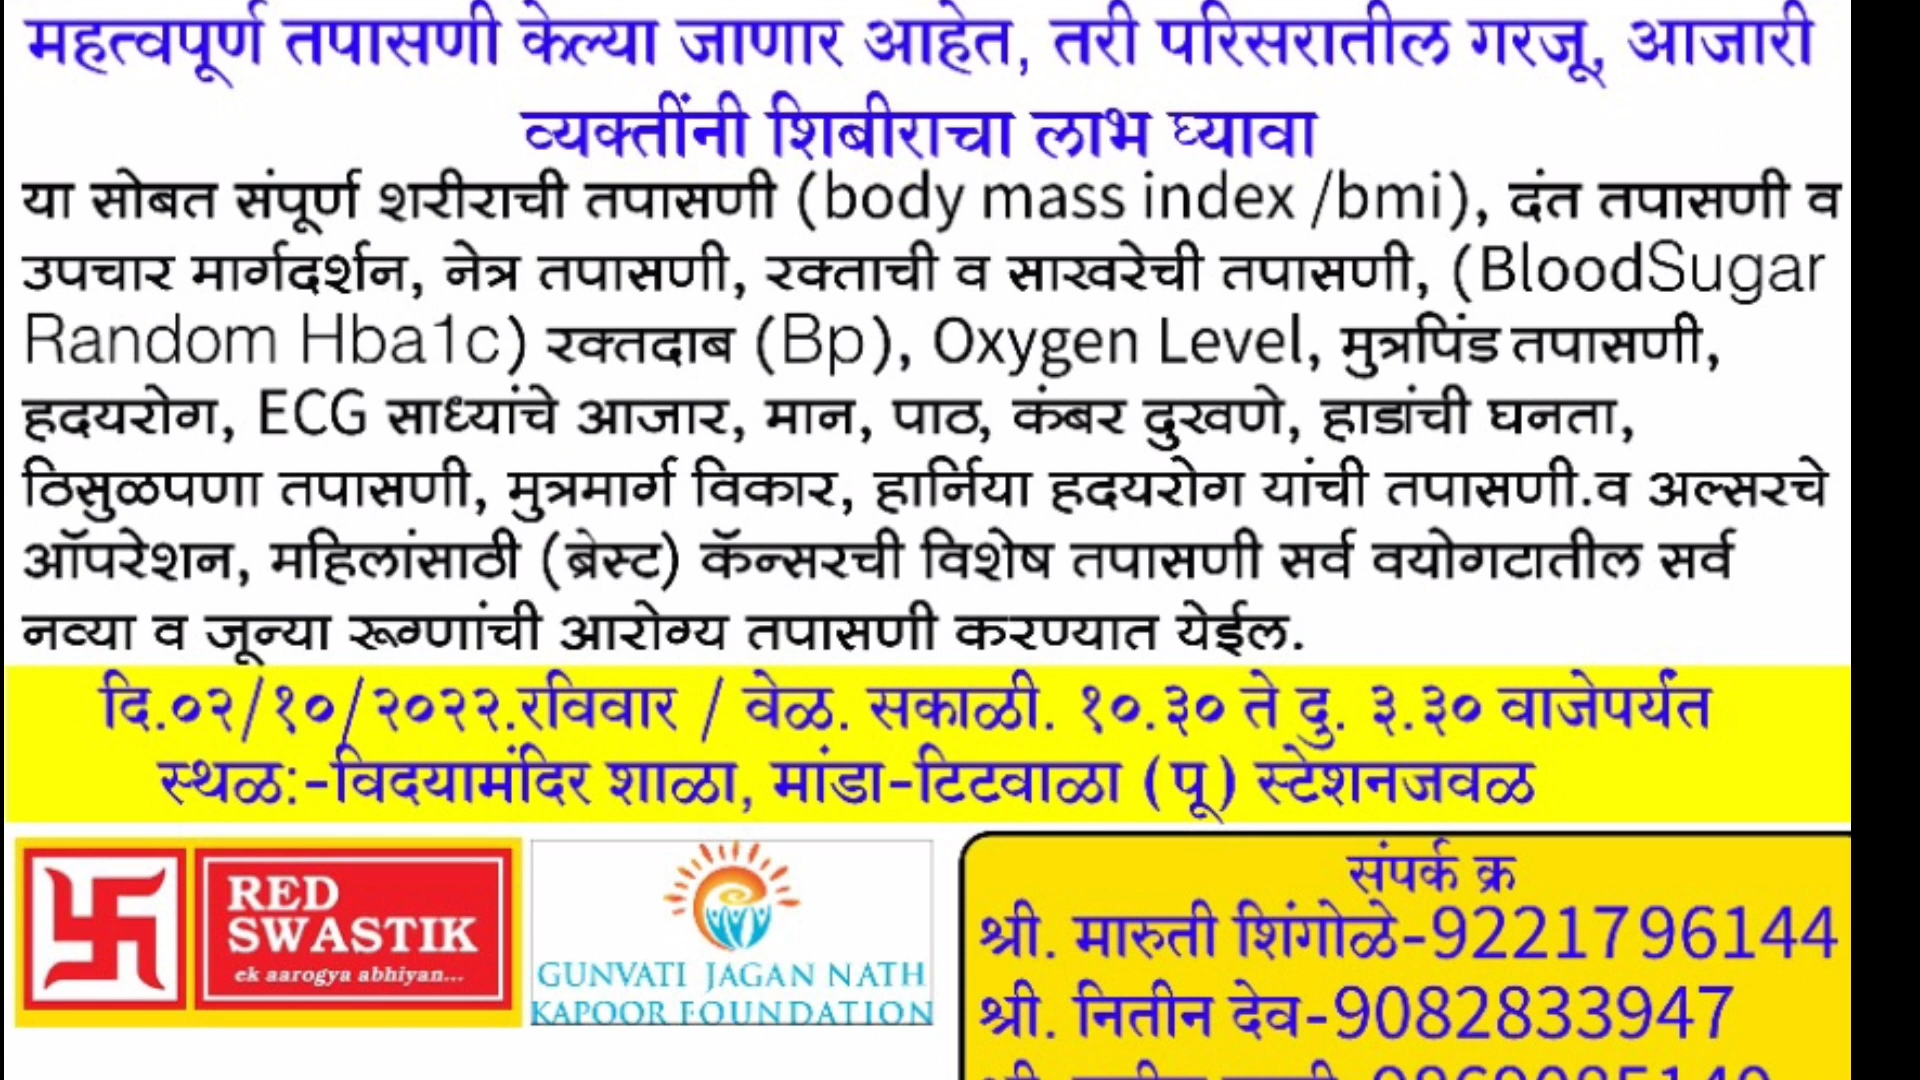 महत्वपूर्ण तपासणी केल्या जाणार आहेत, तरी परिसरातील गरजू, आजारी
व्यक्तींनी शिबीराचा लाभ घ्यावा
या सोबत संपूर्ण शरीराची तपासणी (body mass index /bmi), दंत तपासणी व
उपचार मार्गदर्शन, नेत्र तपासणी, रक्ताची व साखरेची तपासणी, (BloodSugar
Random Hba1c) रक्तदाब (Bp), Oxygen Level, मुत्रपिंड तपासणी,
हदयरोग, ECG साध्यांचे आजार, मान, पाठ, कंबर दुखणे, हाडांची घनता,
ठिसुळपणा तपासणी, मुत्रमार्ग विकार, हार्निया हदयरोग यांची तपासणी.व अल्सरचे
ऑपरेशन, महिलांसाठी (ब्रेस्ट) कॅन्सरची विशेष तपासणी सर्व वयोगटातील सर्व
नव्या व जून्या रूग्णांची आरोग्य तपासणी करण्यात येईल.
दि.०२/१०/२०२२.रविवार / वेळ. सकाळी. १०.३० ते दु. ३.३० वाजेपर्यंत
स्थळ:-विदयामंदिर शाळा, मांडा-टिटवाळा (पू) स्टेशनजवळ
RED
SWASTIK
ek aarogya abhiyan...
GUNVATI JAGAN NATH
KAPOOR FOUNDATION
संपर्क क्र
श्री. मारुती शिंगोळे-9221796144
श्री. नितीन देव-9082833947